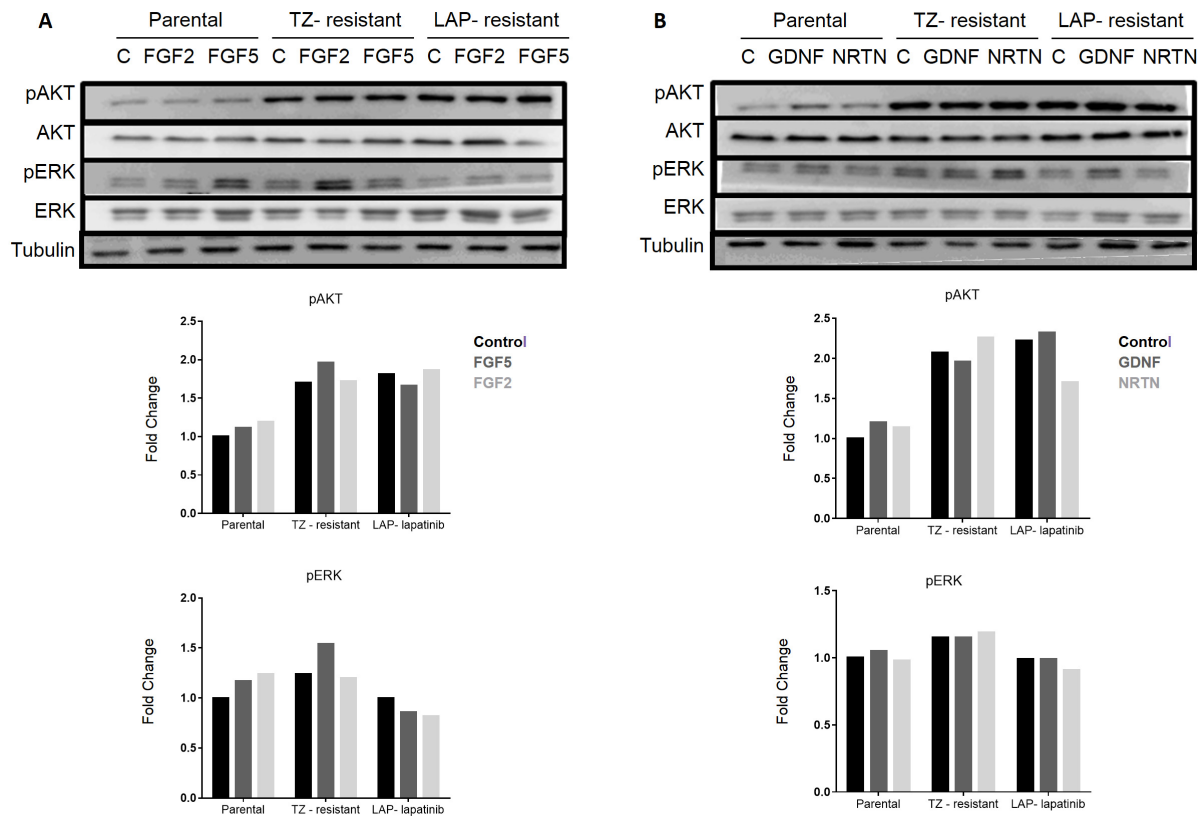 A
Parental TZ- resistant LAP- resistant
C FGF2 FGF5 C FGF2 FGF5 C FGF2 FGF5
pAKT
AKT
pERK
ERK
Tubulin
pAKT
Fold Change
2.5
2.0
1.5
1.0
0.5
0.0
Parental TZ - resistant LAP- lapatinib
Control
FGF5
FGF2
pERK
Fold Change
2.0
1.5
1.0
0.5
0.0
Parental TZ - resistant LAP- lapatinib
B
Parental TZ- resistant LAP- resistant
C GDNF NRTN C GDNF NRTN C GDNF NRTN
pAKT
AKT
pERK
ERK
Tubulin
pAKT
Fold Change
2.5
2.0
1.5
1.0
0.5
0.0
Parental TZ - resistant LAP- lapatinib
Control
GDNF
NRTN
pERK
Fold Change
1.5
1.0
0.5
0.0
Parental TZ - resistant LAP- lapatinib